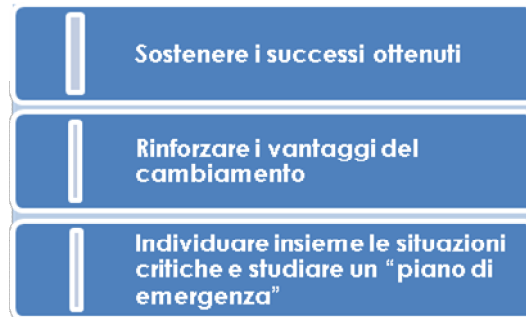 Sostenere i successi ottenuti
Rinforzare i vantaggi del
cambiamento
Individuare insieme le situazioni
critiche e studiare un “piano di
emergenza”